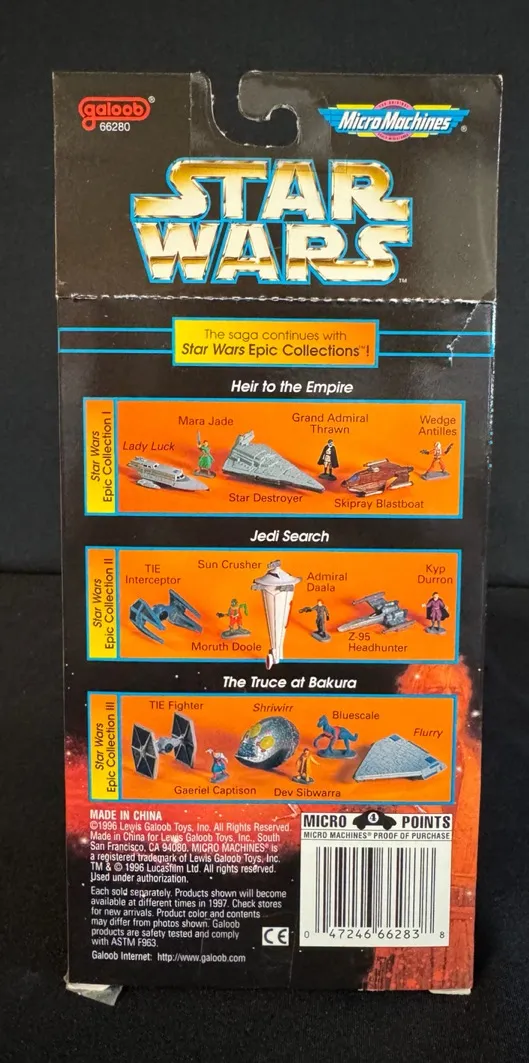 galoob®
66280
MicroMachines®
STAR
WARS™
The saga continues with
Star Wars Epic Collections™!
Heir to the Empire
Star Wars
Epic Collection I
Lady Luck
Mara Jade
Star Destroyer
Grand Admiral
Thrawn
Skipray Blastboat
Wedge
Antilles
Jedi Search
Star Wars
Epic Collection II
TIE
Interceptor
Sun Crusher
Moruth Doole
Admiral
Daala
Z-95
Headhunter
Kyp
Durron
The Truce at Bakura
Star Wars
Epic Collection III
TIE Fighter
Gaeriel Captison
Shriwirr
Dev Sibwarra
Bluescale
Flurry
MADE IN CHINA
©1996 Lewis Galoob Toys, Inc. All Rights Reserved.
Made in China for Lewis Galoob Toys, Inc. South
San Francisco, CA 94080. MICRO MACHINES® is
a registered trademark of Lewis Galoob Toys, Inc.
TM & © 1996 Lucasfilm Ltd. All rights reserved.
Used under authorization.
Each sold separately. Products shown will become
available at different times in 1997. Check stores
for new arrivals. Product color and contents
may differ from photos shown. Galoob
products are safety tested and comply
with ASTM F963.
Galoob Internet: http://www.galoob.com
CE
MICRO 4 POINTS
MICRO MACHINES® PROOF OF PURCHASE
0 47246 66283 8